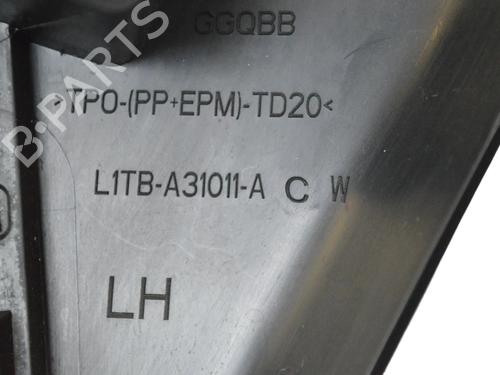 GGQBB
>TPO-(PP+EPM)-TD20<
L1TB-A31011-A C W
LH
B-PARTS